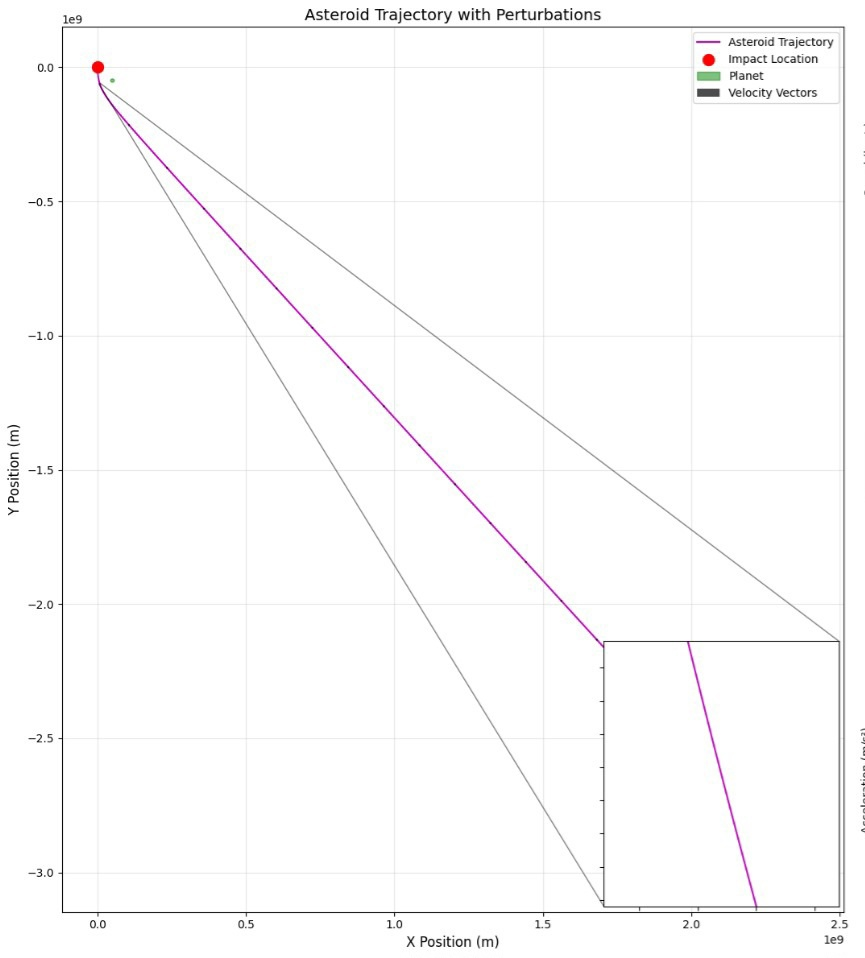 Asteroid Trajectory with Perturbations
1e9
Asteroid Trajectory
Impact Location
Planet
Velocity Vectors
0.0
−0.5
−1.0
−1.5
−2.0
−2.5
−3.0
Y Position (m)
0.0 0.5 1.0 1.5 2.0 2.5
1e9
X Position (m)
Acceleration (m/s²)